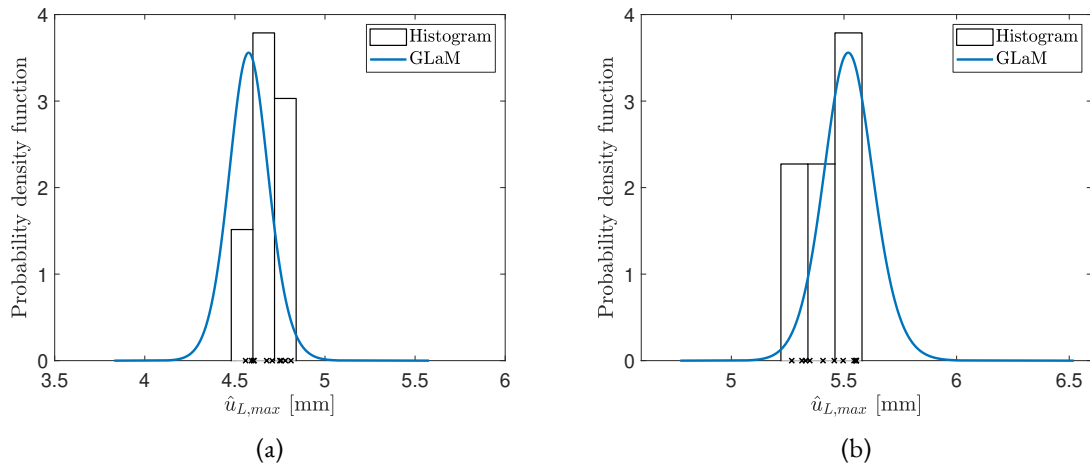 4
3
2
1
0
3.5 4 4.5 5 5.5 6
Probability density function
û_{L,max} [mm]
Histogram
GLaM
(a)
4
3
2
1
0
5 5.5 6 6.5
Probability density function
û_{L,max} [mm]
Histogram
GLaM
(b)